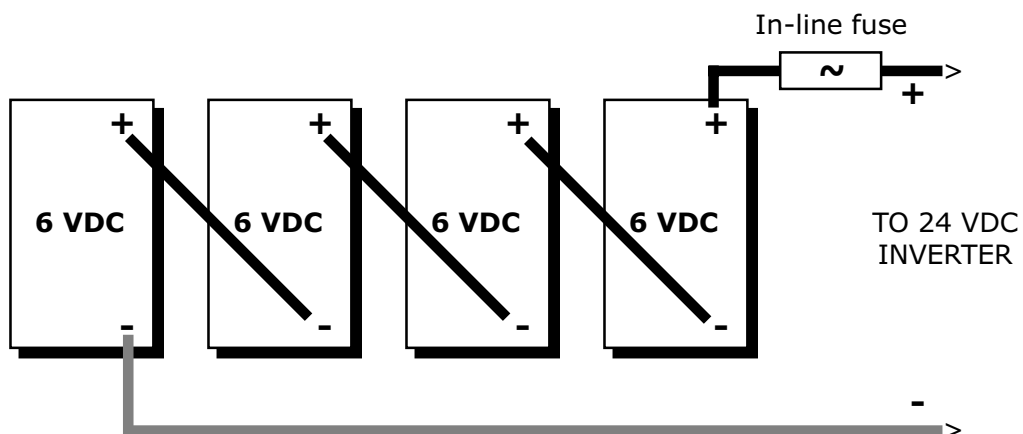 In-line fuse
~ >
+
+ + + +
6 VDC 6 VDC 6 VDC 6 VDC
TO 24 VDC
INVERTER
- - - -
-
>